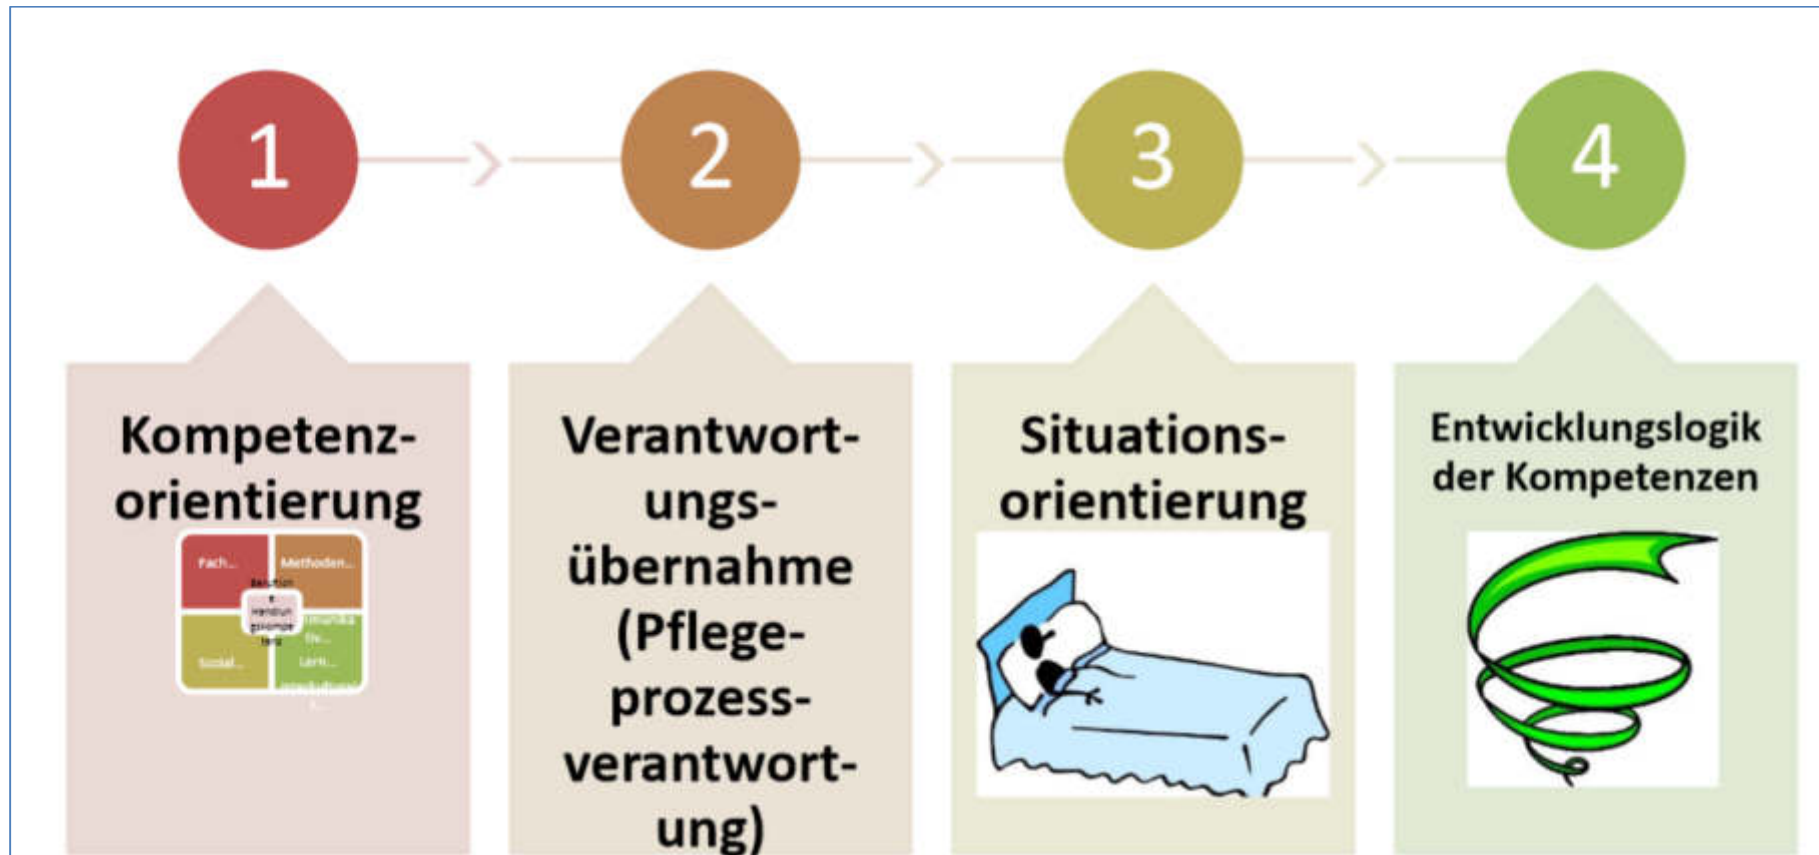 1
2
3
4
Kompetenz-
orientierung
Fach...
Methoden...
Sozial...
Lern...
Verantwort-
ungs-
übernahme
(Pflege-
prozess-
verantwort-
ung)
Situations-
orientierung
Entwicklungslogik
der Kompetenzen